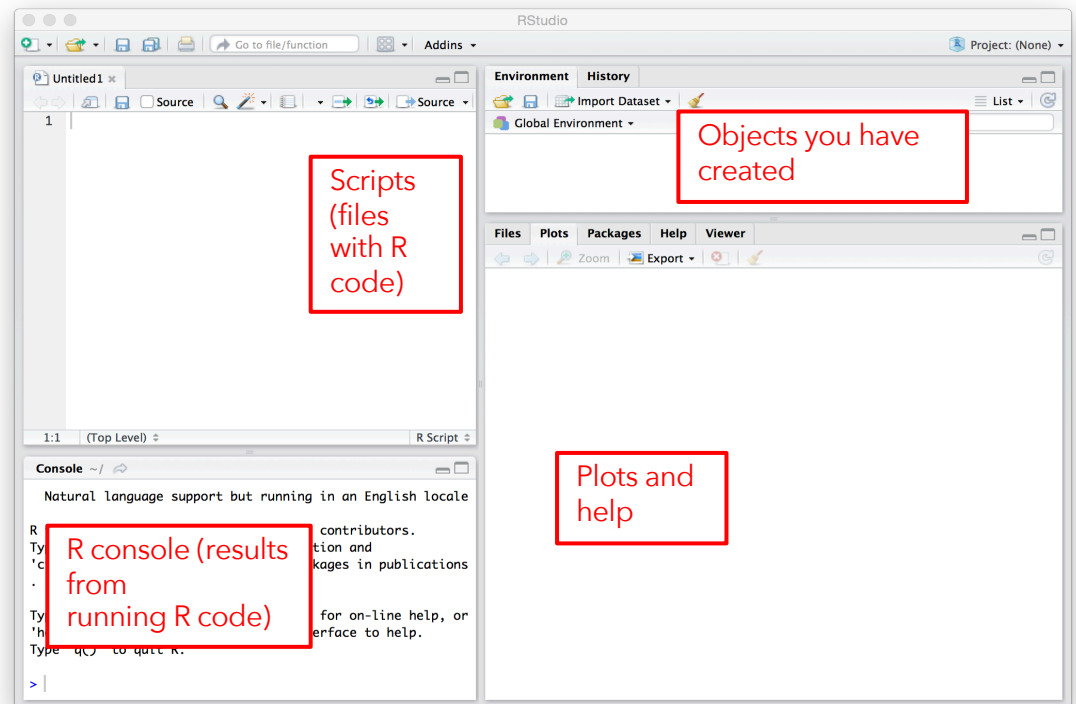 RStudio
Go to file/function
Addins
Project: (None)
Untitled1
Source
Source
1
Scripts
(files
with R
code)
1:1 (Top Level) R Script
Environment History
Import Dataset
List
Global Environment
Objects you have
created
Files Plots Packages Help Viewer
Zoom Export
Plots and
help
Console ~/
Natural language support but running in an English locale
R contributors.
tion and
kages in publications
.
for on-line help, or
erface to help.
Type 'q()' to quit R.
>
R console (results
from
running R code)